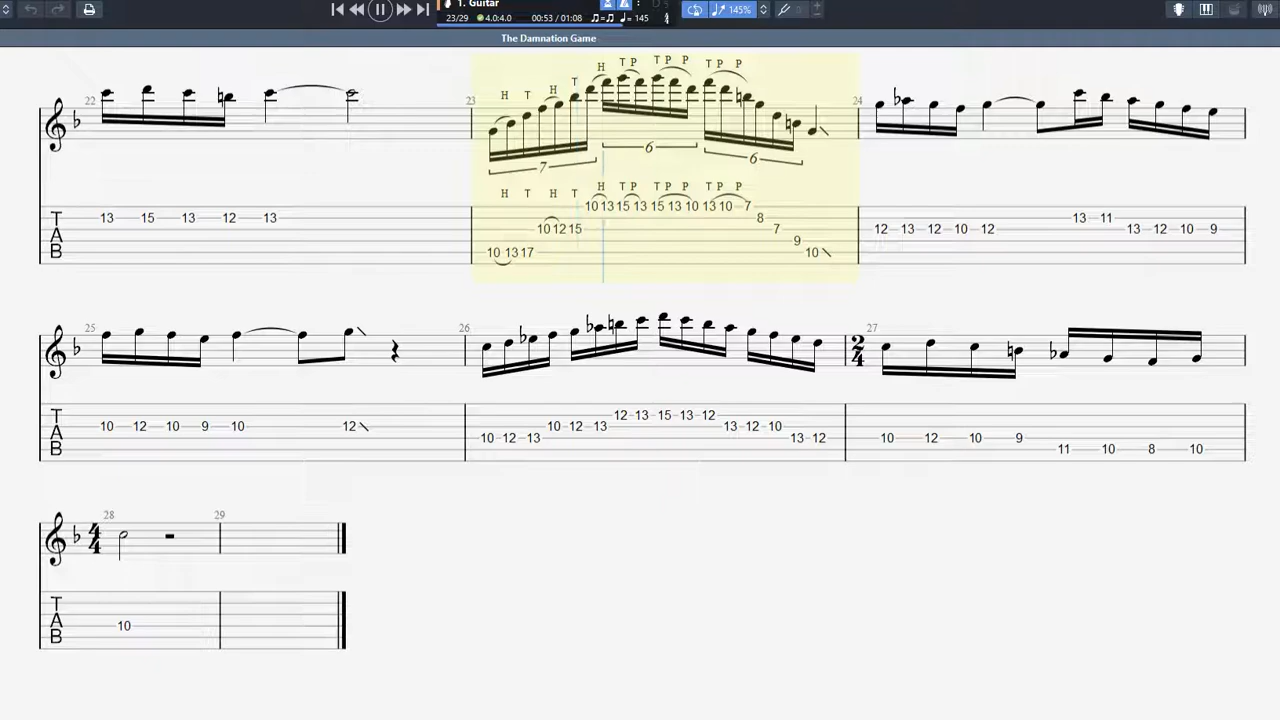 1. Guitar
23/29 4.0:4.0 00:53 / 01:08 ♫=♫ ♩= 145 145%
The Damnation Game
H T H T H T P T P P T P P
22 23 24
7 6 6
H T H T H T P T P P T P P
10 13 15 13 15 13 10 13 10 7
13 15 13 12 13 8 13 11
10 12 15 7 12 13 12 10 12 13 12 10 9
9
10 13 17 10
T
A
B
25 26 27
2
4
12 13 15 13 12
10 12 10 9 10 12 10 12 13 13 12 10
10 12 13 13 12 10 12 10 9
11 10 8 10
T
A
B
28 29
4
4
10
T
A
B